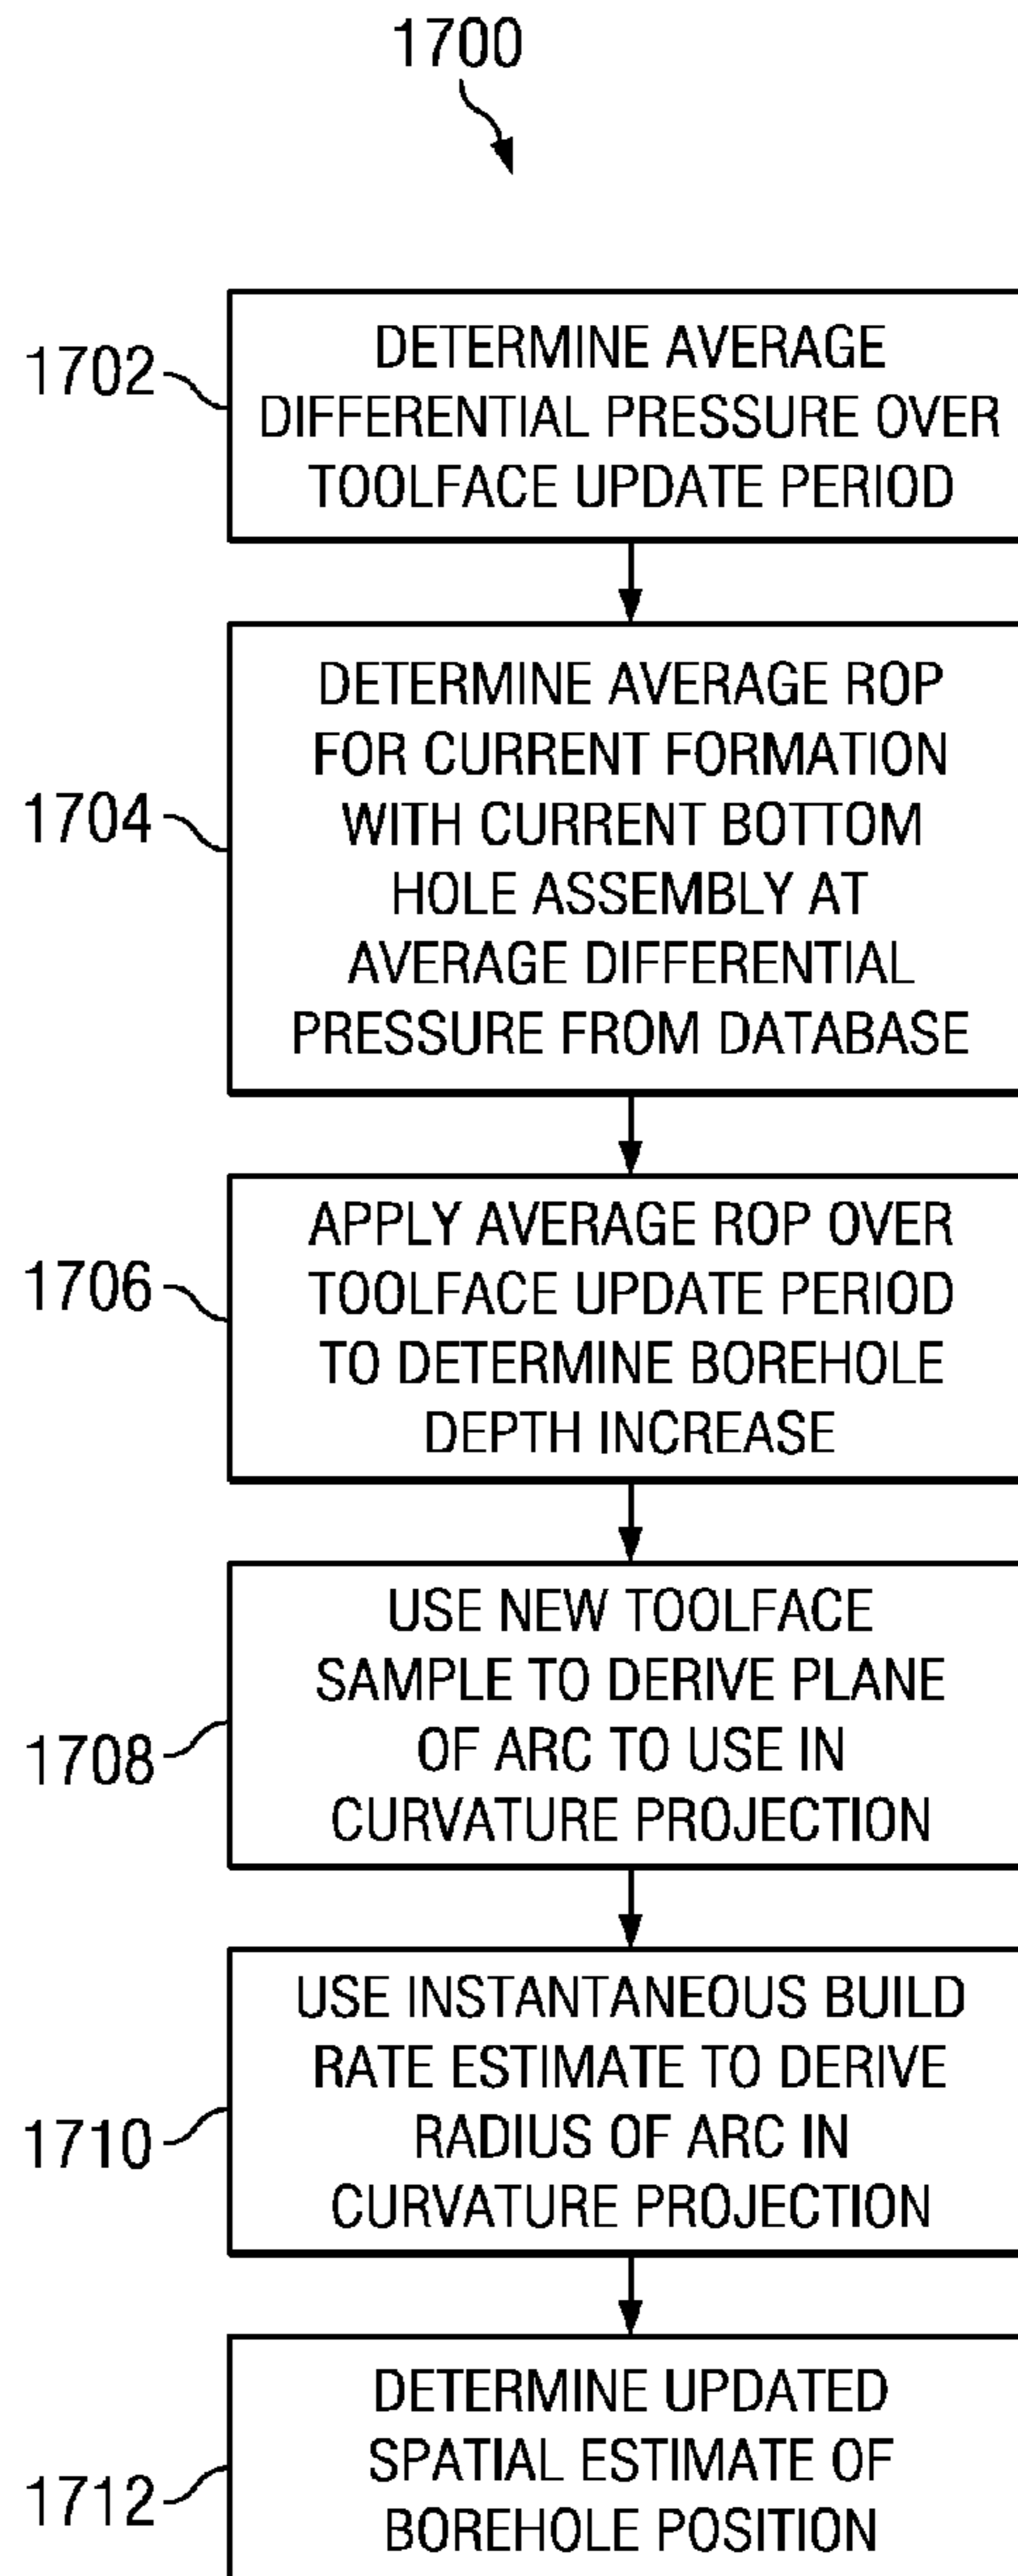 1700
1702
DETERMINE AVERAGE
DIFFERENTIAL PRESSURE OVER
TOOLFACE UPDATE PERIOD
1704
DETERMINE AVERAGE ROP
FOR CURRENT FORMATION
WITH CURRENT BOTTOM
HOLE ASSEMBLY AT
AVERAGE DIFFERENTIAL
PRESSURE FROM DATABASE
1706
APPLY AVERAGE ROP OVER
TOOLFACE UPDATE PERIOD
TO DETERMINE BOREHOLE
DEPTH INCREASE
1708
USE NEW TOOLFACE
SAMPLE TO DERIVE PLANE
OF ARC TO USE IN
CURVATURE PROJECTION
1710
USE INSTANTANEOUS BUILD
RATE ESTIMATE TO DERIVE
RADIUS OF ARC IN
CURVATURE PROJECTION
1712
DETERMINE UPDATED
SPATIAL ESTIMATE OF
BOREHOLE POSITION